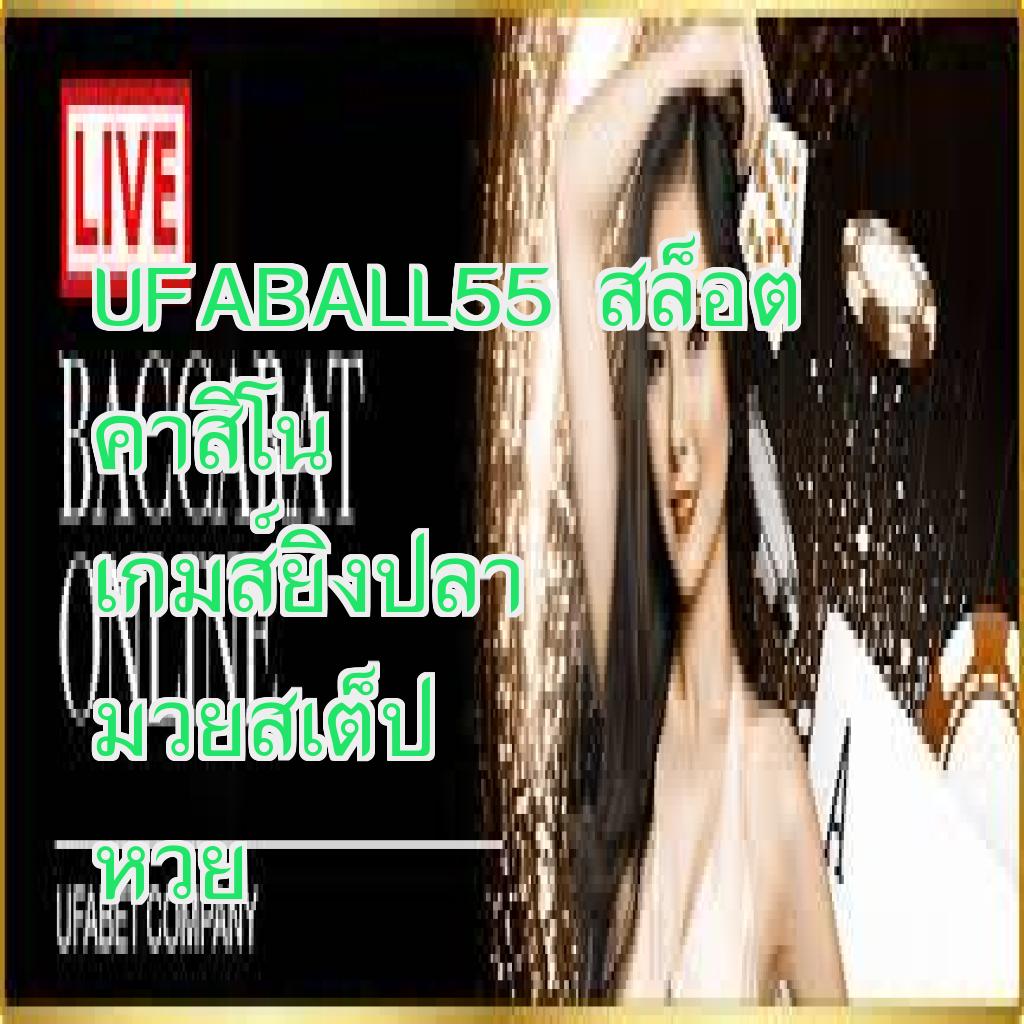 LIVE
UFABALL55 สล็อต
BACCARAT
คาสิโน
เกมส์ยิงปลา
ONLINE
มวยสเต็ป
หวย
UFABET COMPANY
A